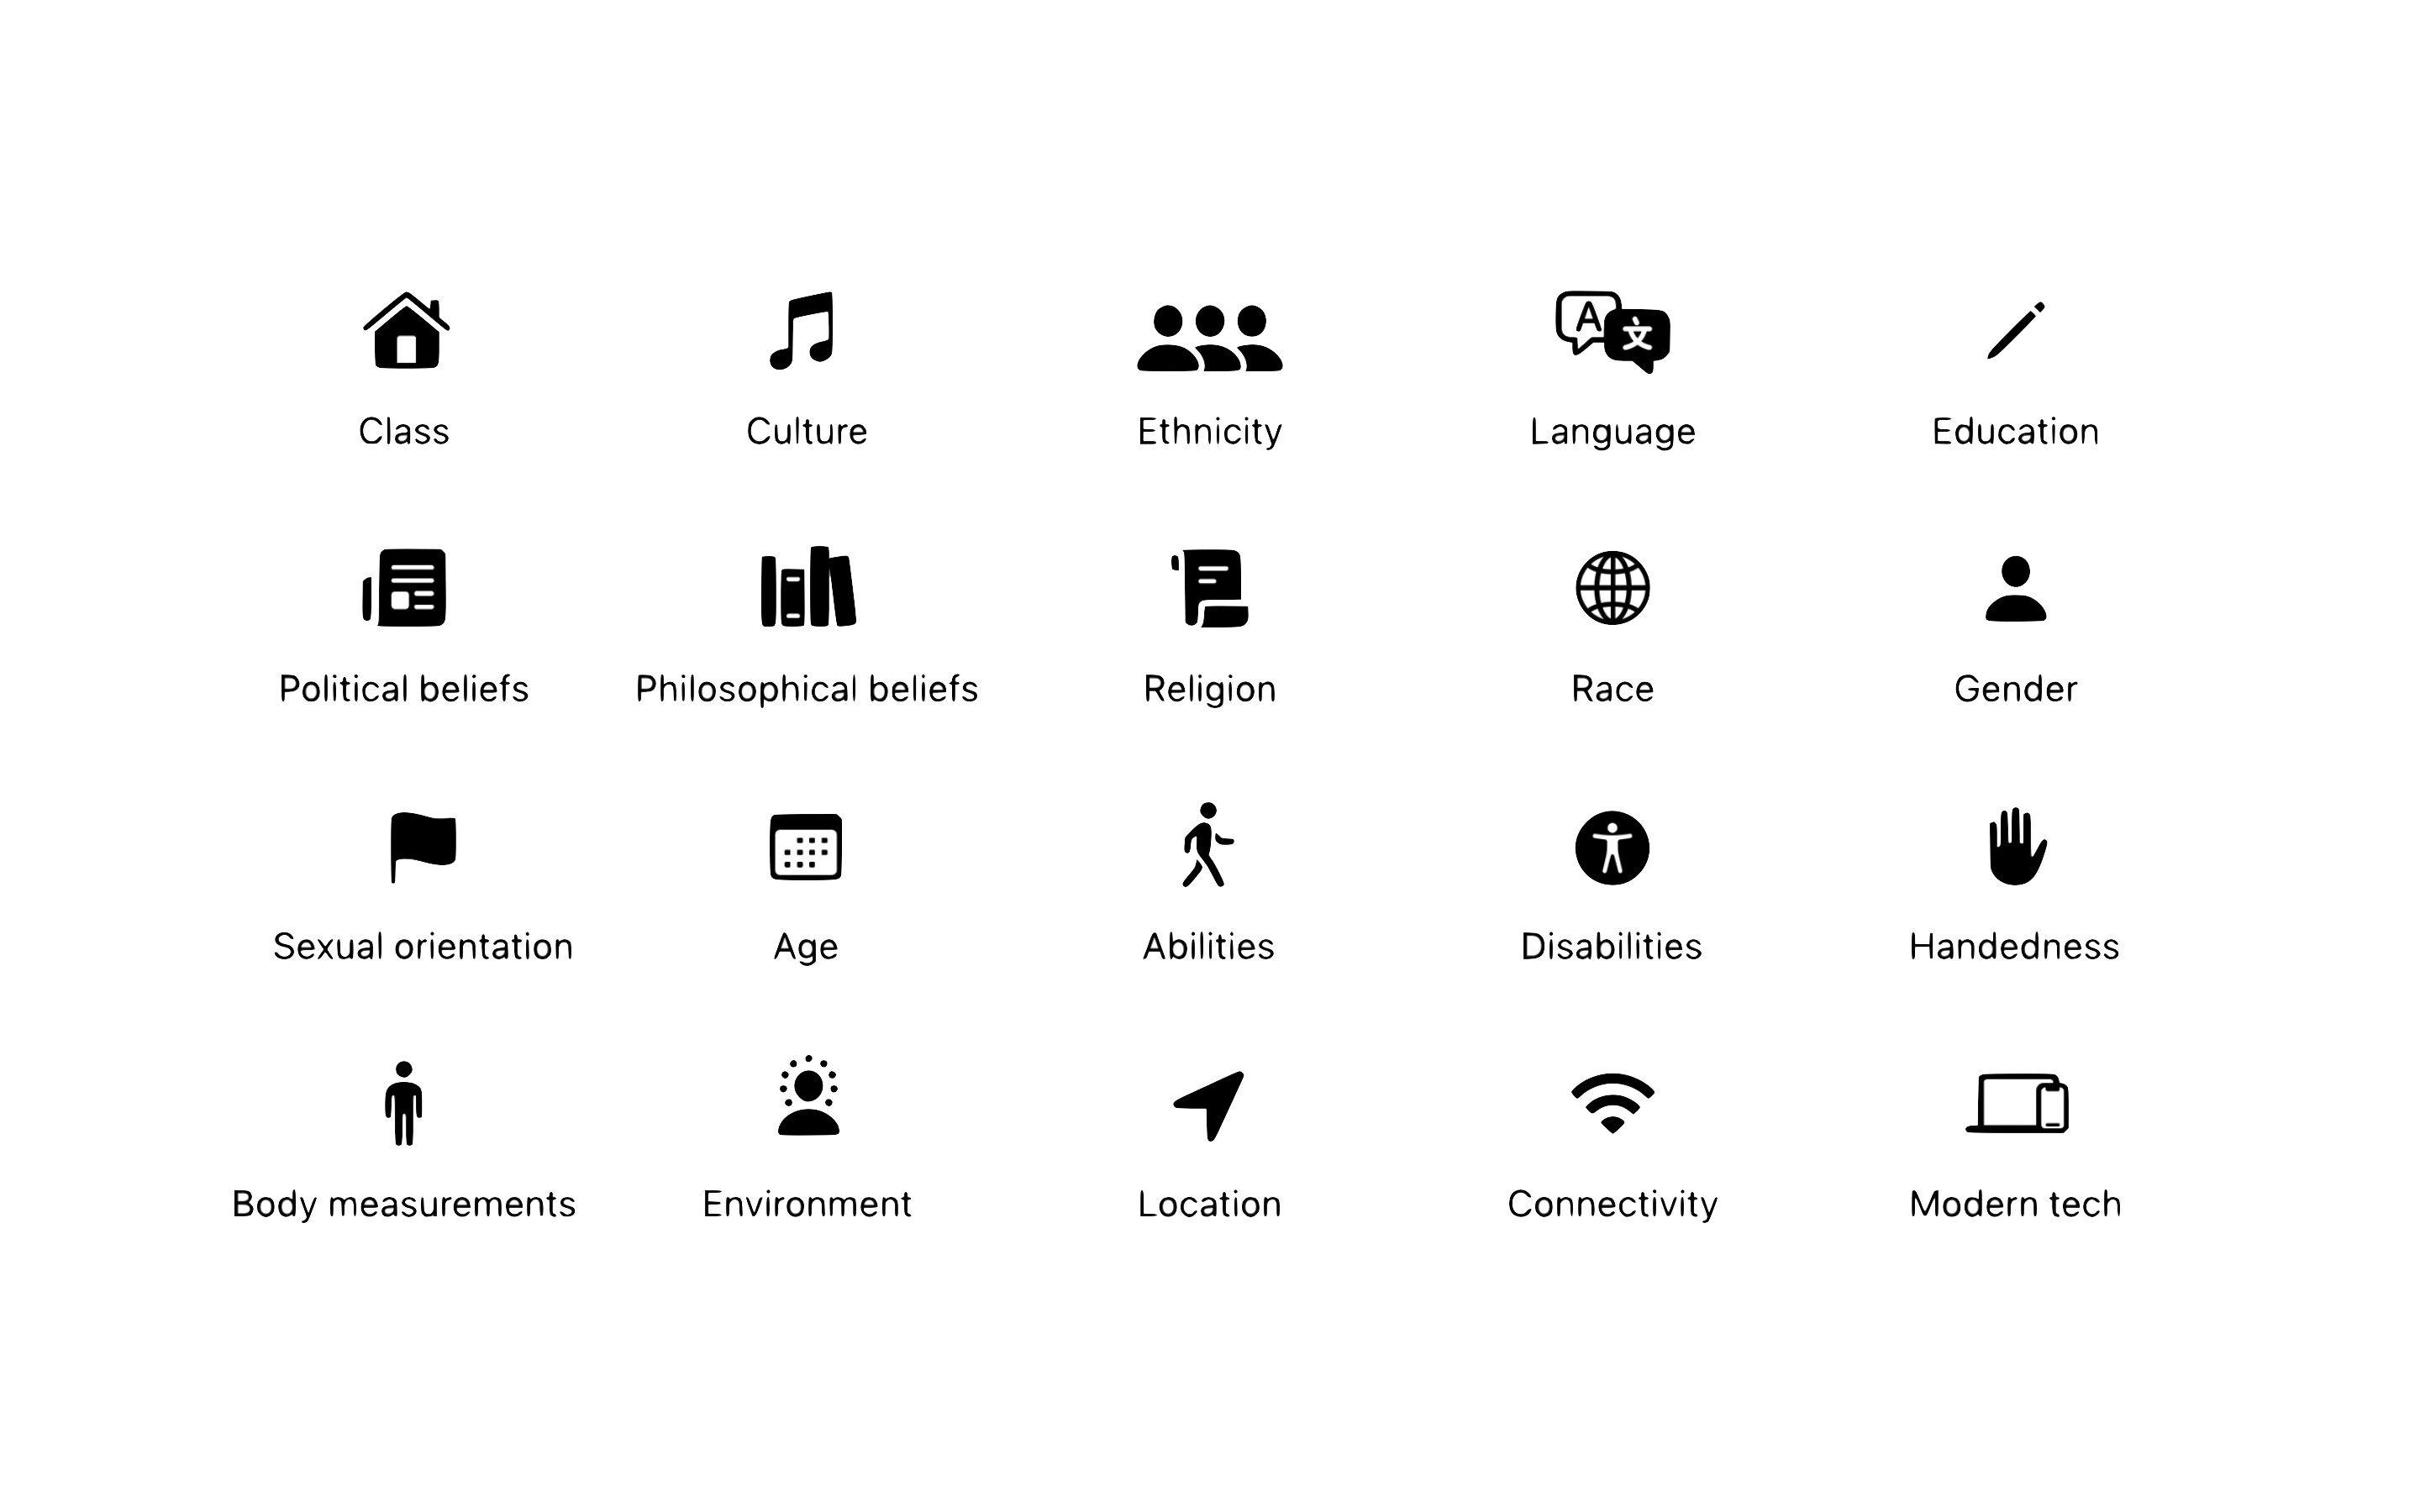 A 文
Class Culture Ethnicity Language Education
Political beliefs Philosophical beliefs Religion Race Gender
Sexual orientation Age Abilities Disabilities Handedness
Body measurements Environment Location Connectivity Modern tech